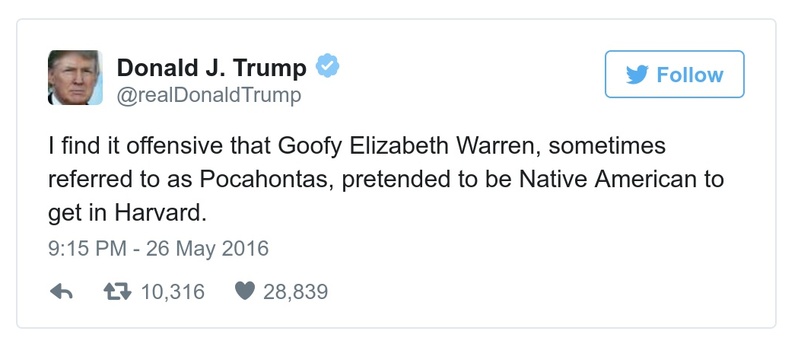 Donald J. Trump
@realDonaldTrump
Follow
I find it offensive that Goofy Elizabeth Warren, sometimes
referred to as Pocahontas, pretended to be Native American to
get in Harvard.
9:15 PM - 26 May 2016
10,316 28,839